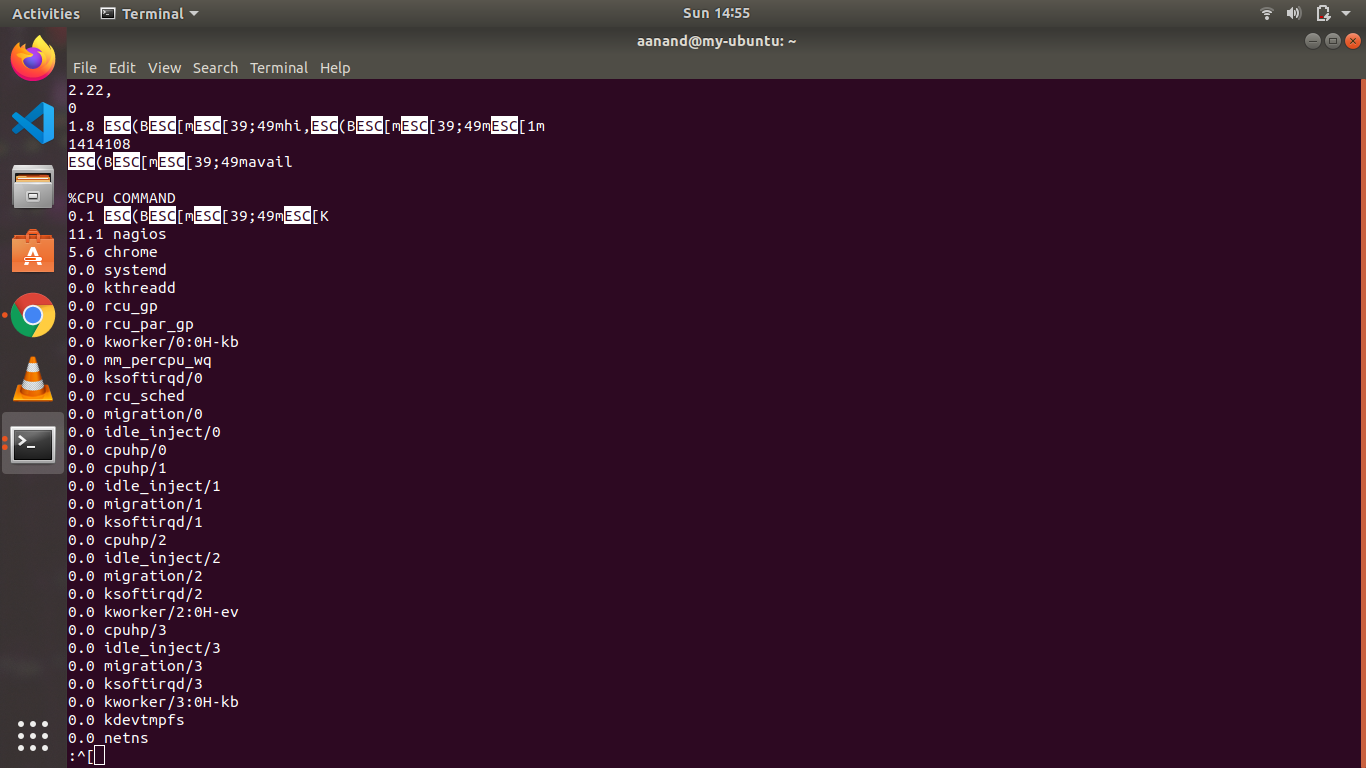 Activities Terminal Sun 14:55
aanand@my-ubuntu: ~
File Edit View Search Terminal Help
2.22,
0
1.8 ESC(BESC[mESC[39;49mhi,ESC(BESC[mESC[39;49mESC[1m
1414108
ESC(BESC[mESC[39;49mavail
%CPU COMMAND
0.1 ESC(BESC[mESC[39;49mESC[K
11.1 nagios
5.6 chrome
0.0 systemd
0.0 kthreadd
0.0 rcu_gp
0.0 rcu_par_gp
0.0 kworker/0:0H-kb
0.0 mm_percpu_wq
0.0 ksoftirqd/0
0.0 rcu_sched
0.0 migration/0
0.0 idle_inject/0
0.0 cpuhp/0
0.0 cpuhp/1
0.0 idle_inject/1
0.0 migration/1
0.0 ksoftirqd/1
0.0 cpuhp/2
0.0 idle_inject/2
0.0 migration/2
0.0 ksoftirqd/2
0.0 kworker/2:0H-ev
0.0 cpuhp/3
0.0 idle_inject/3
0.0 migration/3
0.0 ksoftirqd/3
0.0 kworker/3:0H-kb
0.0 kdevtmpfs
0.0 netns
:^[